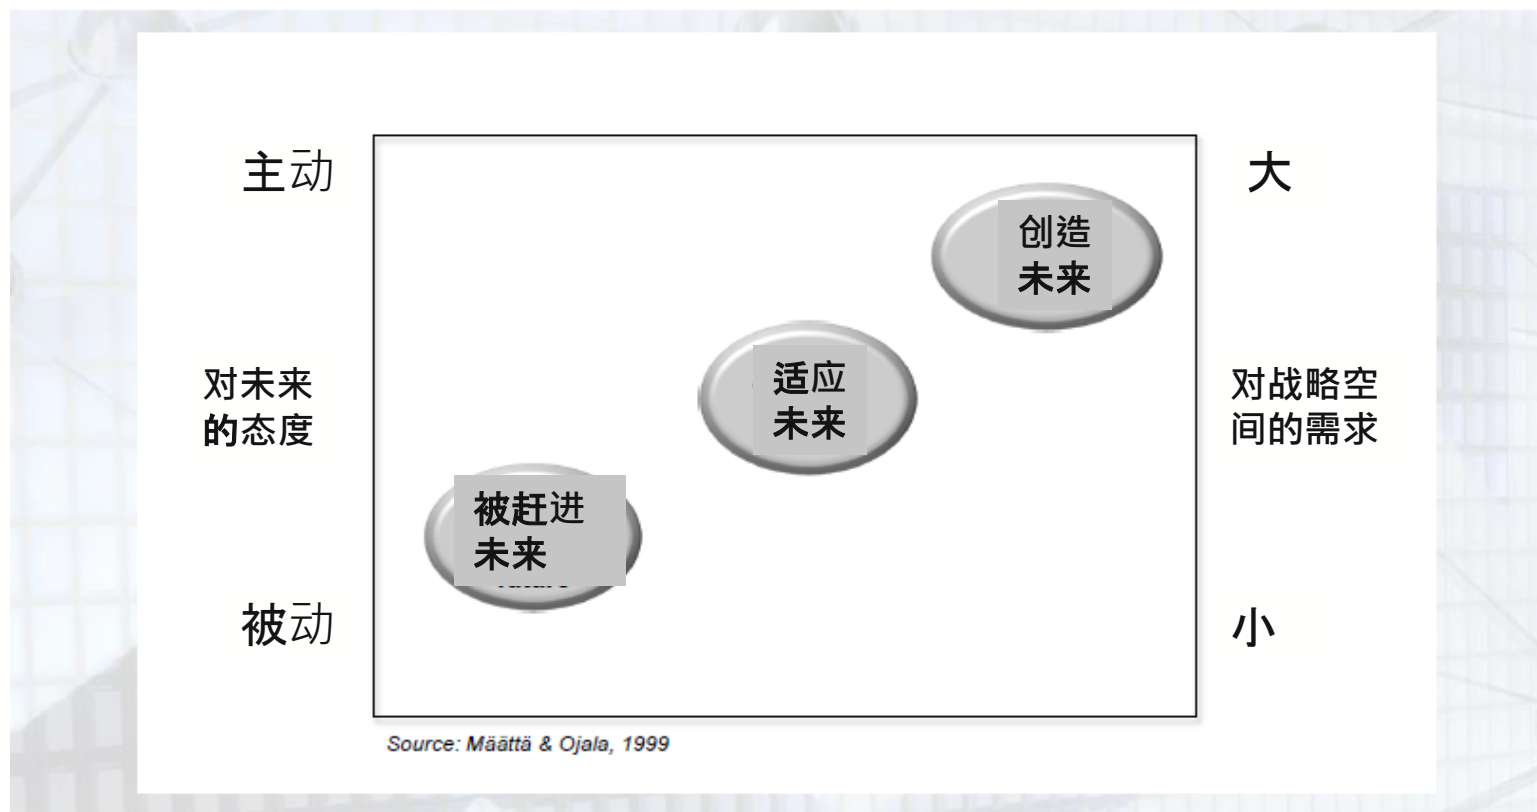 主动
大
创造
未来
适应
未来
对未来
的态度
对战略空
间的需求
被赶进
未来
被动
小
Source: Määttä & Ojala, 1999